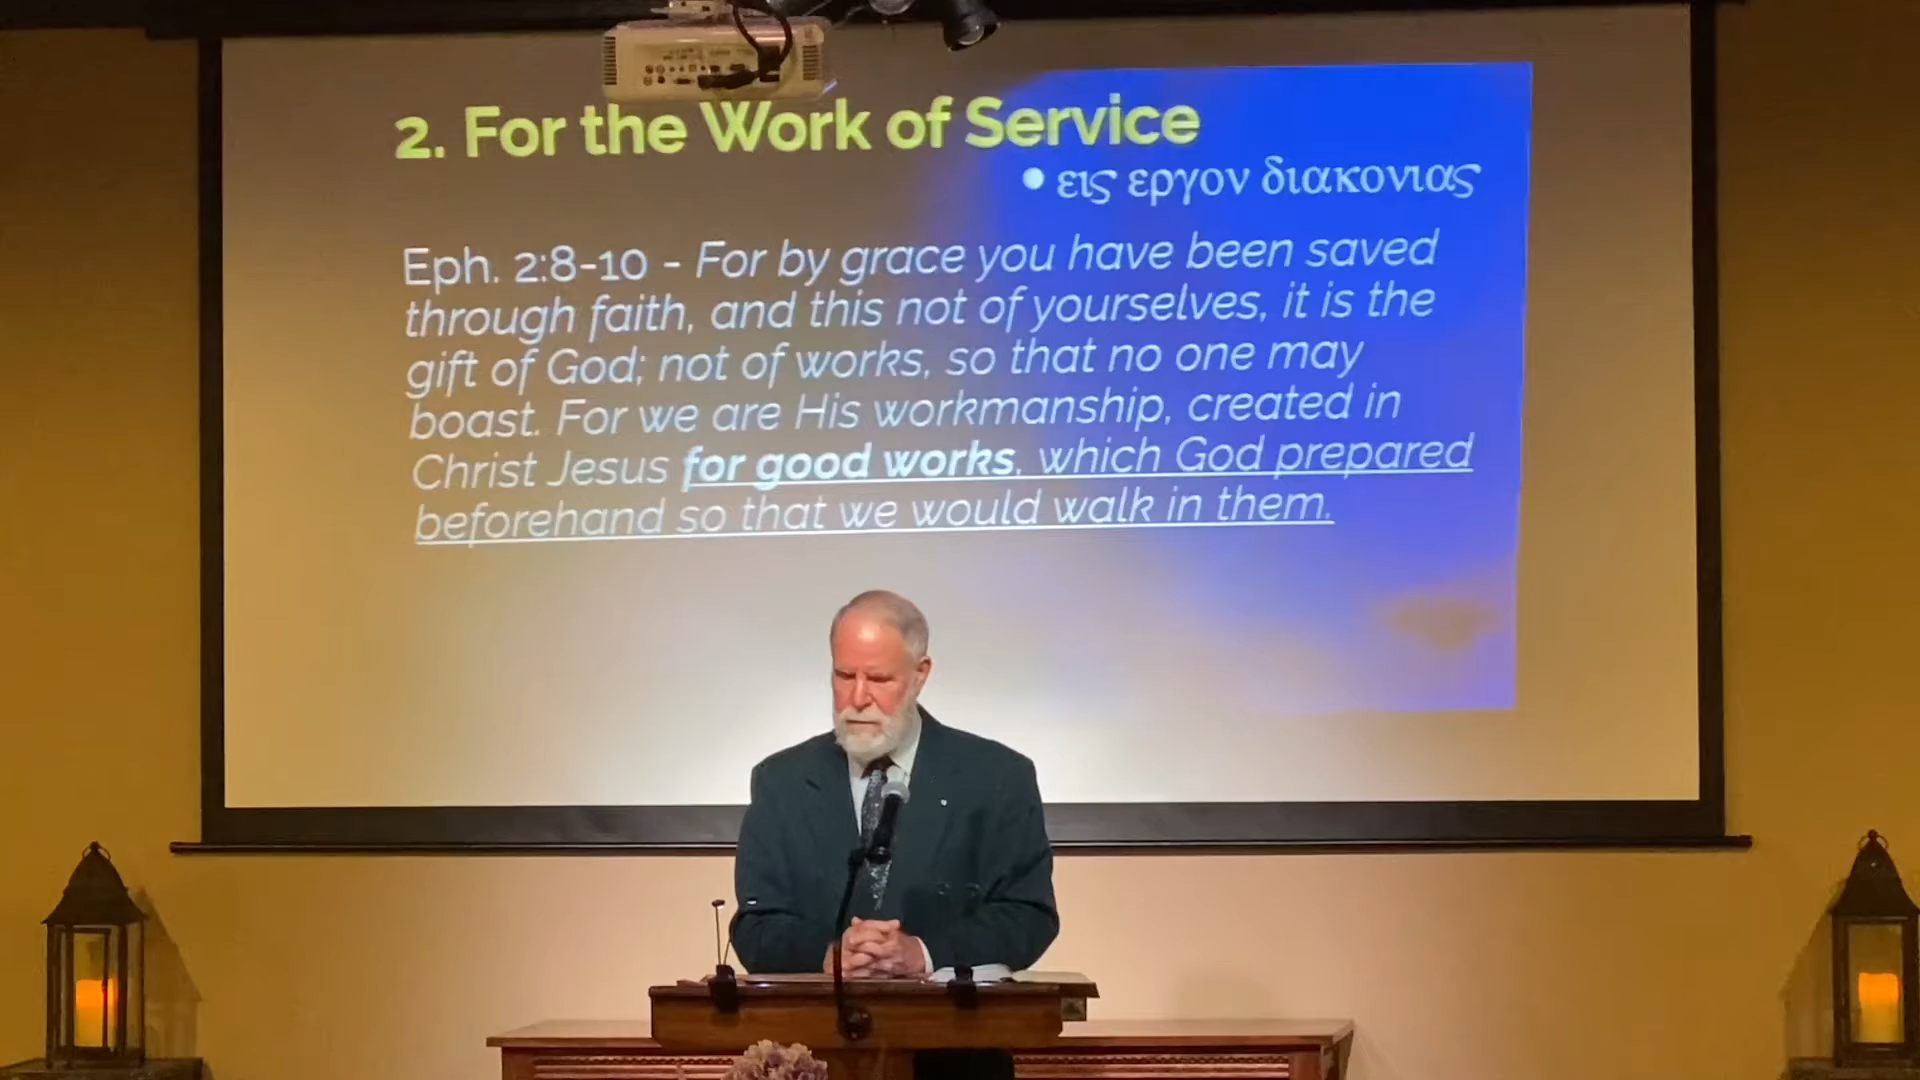 2. For the Work of Service
• εις εργον διακονιας
Eph. 2:8-10 - For by grace you have been saved
through faith, and this not of yourselves, it is the
gift of God; not of works, so that no one may
boast. For we are His workmanship, created in
Christ Jesus for good works, which God prepared
beforehand so that we would walk in them.